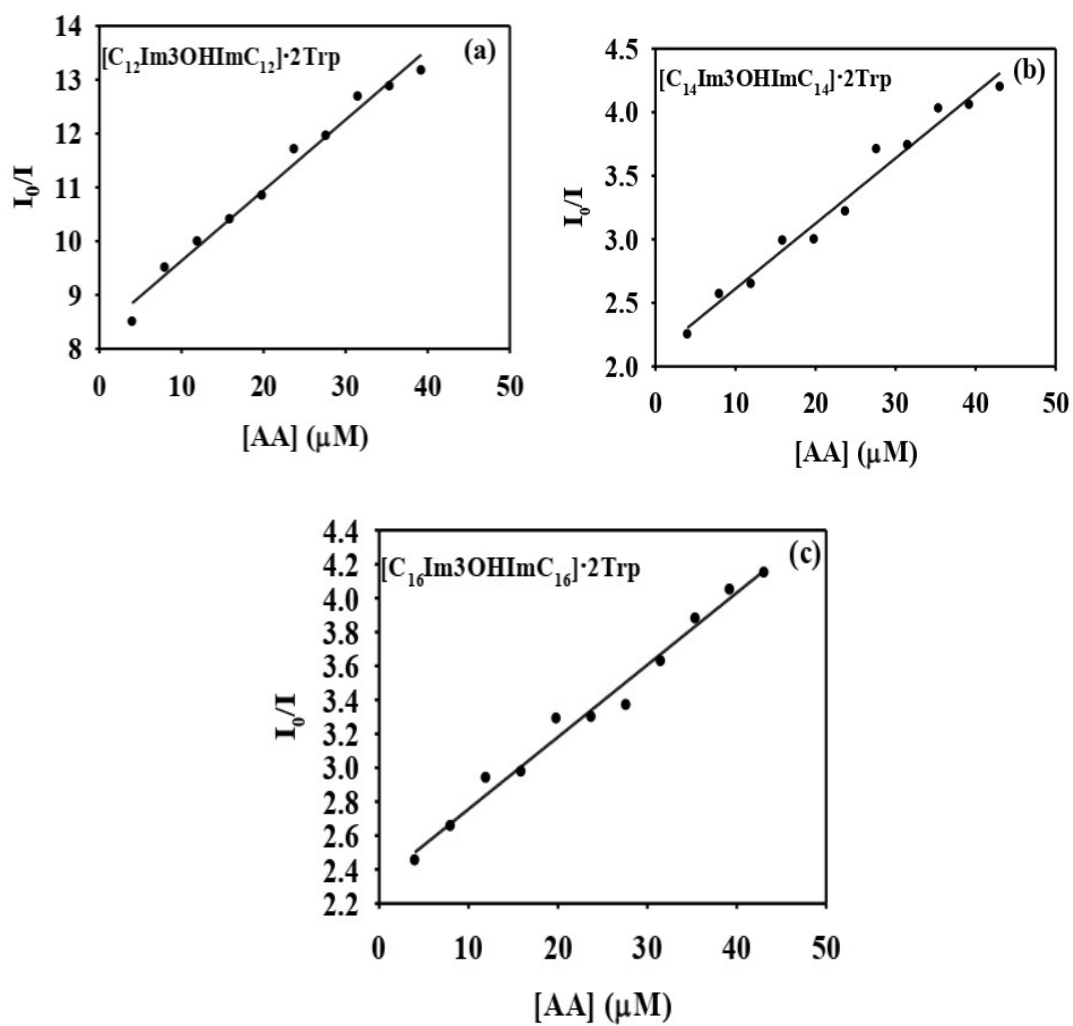 14
13
12
11
10
9
8
I₀/I
[C₁₂Im3OHImC₁₂]·2Trp
(a)
0 10 20 30 40 50
[AA] (μM)
4.5
4.0
3.5
3.0
2.5
2.0
I₀/I
[C₁₄Im3OHImC₁₄]·2Trp
(b)
0 10 20 30 40 50
[AA] (μM)
4.4
4.2
4.0
3.8
3.6
3.4
3.2
3.0
2.8
2.6
2.4
2.2
I₀/I
[C₁₆Im3OHImC₁₆]·2Trp
(c)
0 10 20 30 40 50
[AA] (μM)